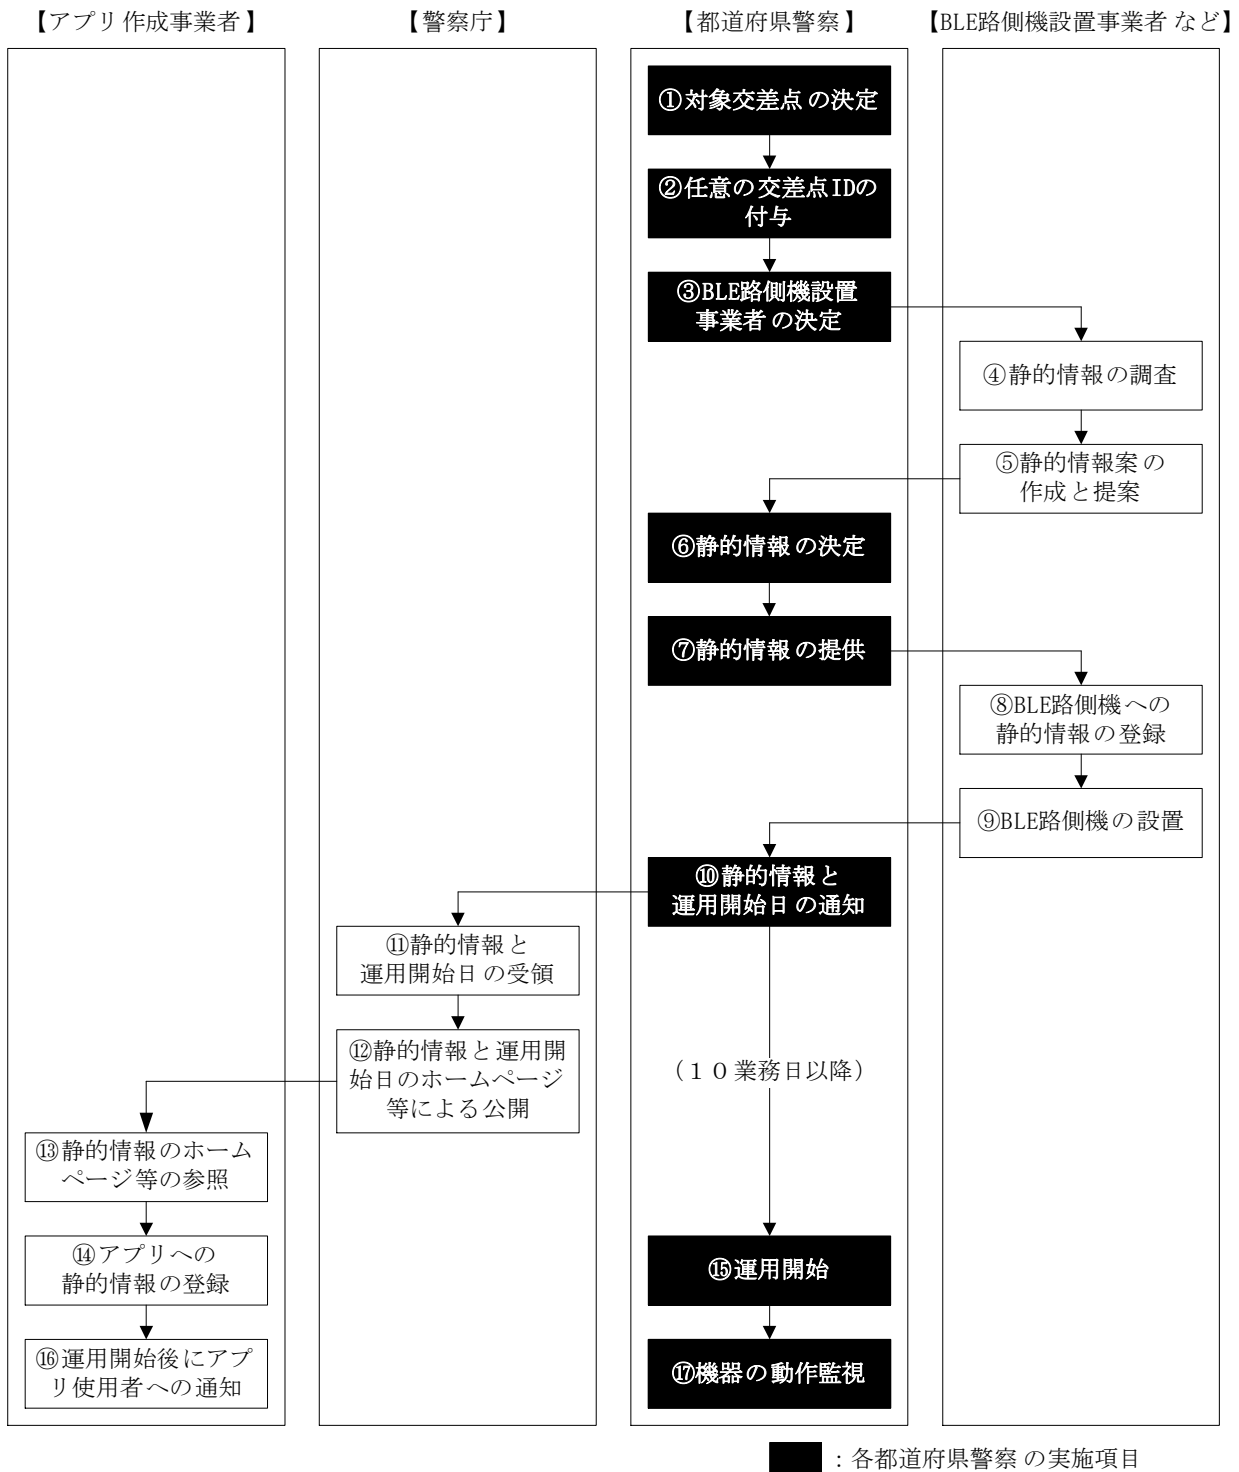 【アプリ作成事業者】
【警察庁】
【都道府県警察】
【BLE路側機設置事業者など】
①対象交差点の決定
②任意の交差点IDの
付与
③BLE路側機設置
事業者の決定
④静的情報の調査
⑤静的情報案の
作成と提案
⑥静的情報の決定
⑦静的情報の提供
⑧BLE路側機への
静的情報の登録
⑨BLE路側機の設置
⑩静的情報と
運用開始日の通知
⑪静的情報と
運用開始日の受領
⑫静的情報と運用開
始日のホームページ
等による公開
(10業務日以降)
⑬静的情報のホーム
ページ等の参照
⑭アプリへの
静的情報の登録
⑮運用開始
⑯運用開始後にアプ
リ使用者への通知
⑰機器の動作監視
:各都道府県警察の実施項目